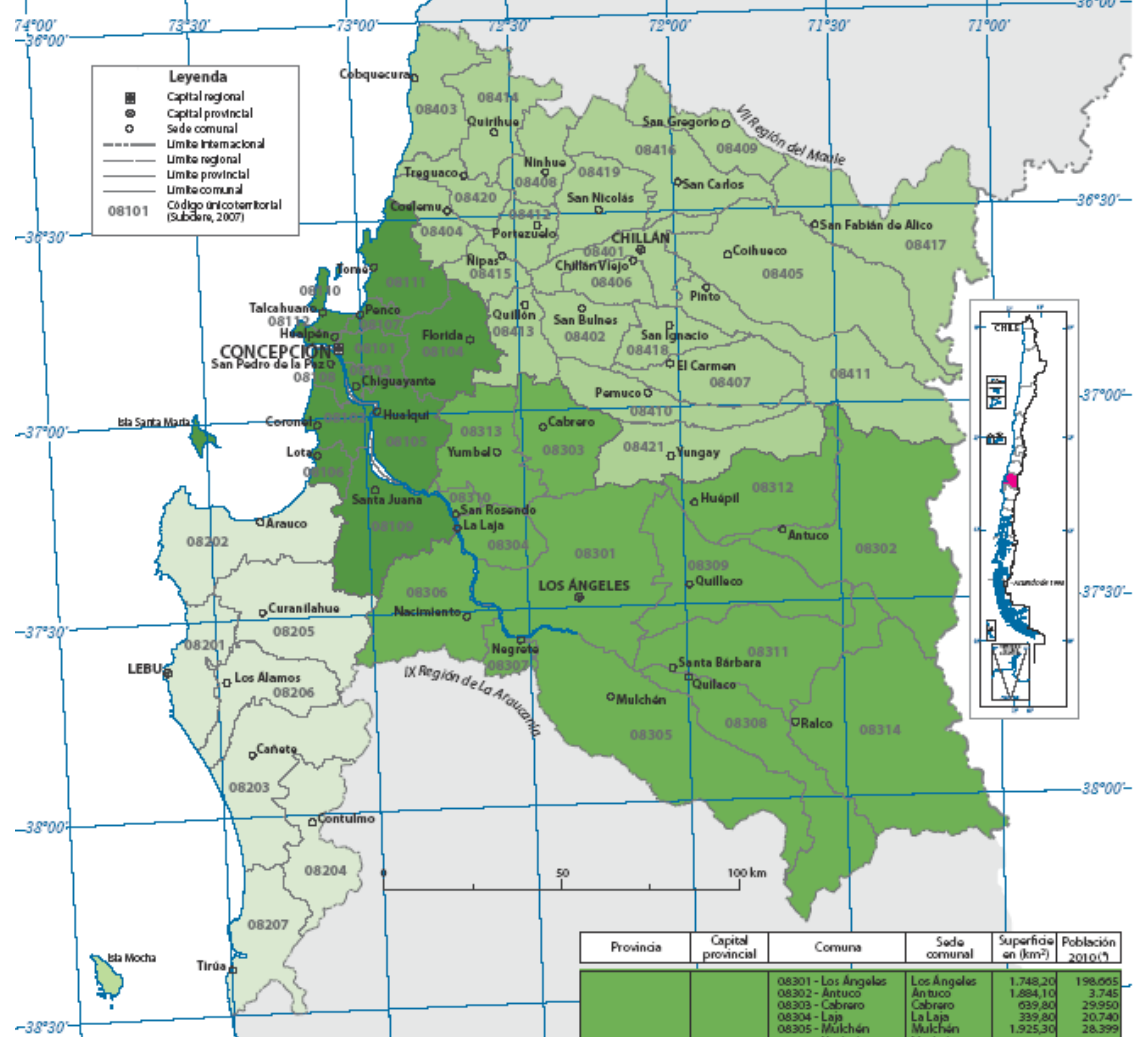 74°00'
73°30'
73°00'
72°30'
72°00'
71°30'
71°00'
36°00'
36°00'
Leyenda
Capital regional
Capital provincial
Sede comunal
Límite internacional
Límite regional
Límite provincial
Límite comunal
08101 Código único territorial
(Subdere, 2007)
Cobquecura
08403
08414
Quirihue
San Gregorio
08409
VII Región del Maule
08416
Ninhue
08408
08419
Treguaco
San Carlos
08420
San Nicolás
Coelemu
08412
36°30'
36°30'
08404
Portezuelo
San Fabián de Alico
08417
CHILLÁN
08401
Coihueco
Ñipas
Chillán Viejo
08405
08415
08406
Tomé
08111
Pinto
08110
Talcahuano
Penco
08112
08107
Quillón
08413
San Bulnes
08402
San Ignacio
08418
Hualpén
Florida
08104
CONCEPCIÓN
08101
San Pedro de la Paz
08103
08108
El Carmen
08407
08411
Chiguayante
Pemuco
08410
37°00'
37°00'
Isla Santa María
Coronel
08102
Hualqui
08105
08313
Cabrero
08303
Lota
08106
Yumbel
08421
Yungay
Santa Juana
08109
08310
San Rosendo
La Laja
08304
Huépil
08312
Antuco
08302
Arauco
08202
08301
08309
Quilleco
LOS ÁNGELES
08306
Nacimiento
Curanilahue
08205
37°30'
37°30'
08201
Negrete
08307
08311
LEBU
Los Alamos
08206
Santa Bárbara
Quilaco
IX Región de La Araucanía
Mulchén
08305
08308
Ralco
08314
Cañete
08203
38°00'
38°00'
Contulmo
08204
0 50 100 km
08207
Isla Mocha
Tirúa
38°30'
CHILE
Provincia Capital provincial Comuna Sede comunal Superficie en (km²) Población 2010 (*)
08301 - Los Ángeles Los Ángeles 1.748,20 198.665
08302 - Antuco Antuco 1.884,10 3.745
08303 - Cabrero Cabrero 639,80 29.950
08304 - Laja La Laja 339,80 20.740
08305 - Mulchén Mulchén 1.925,30 28.399